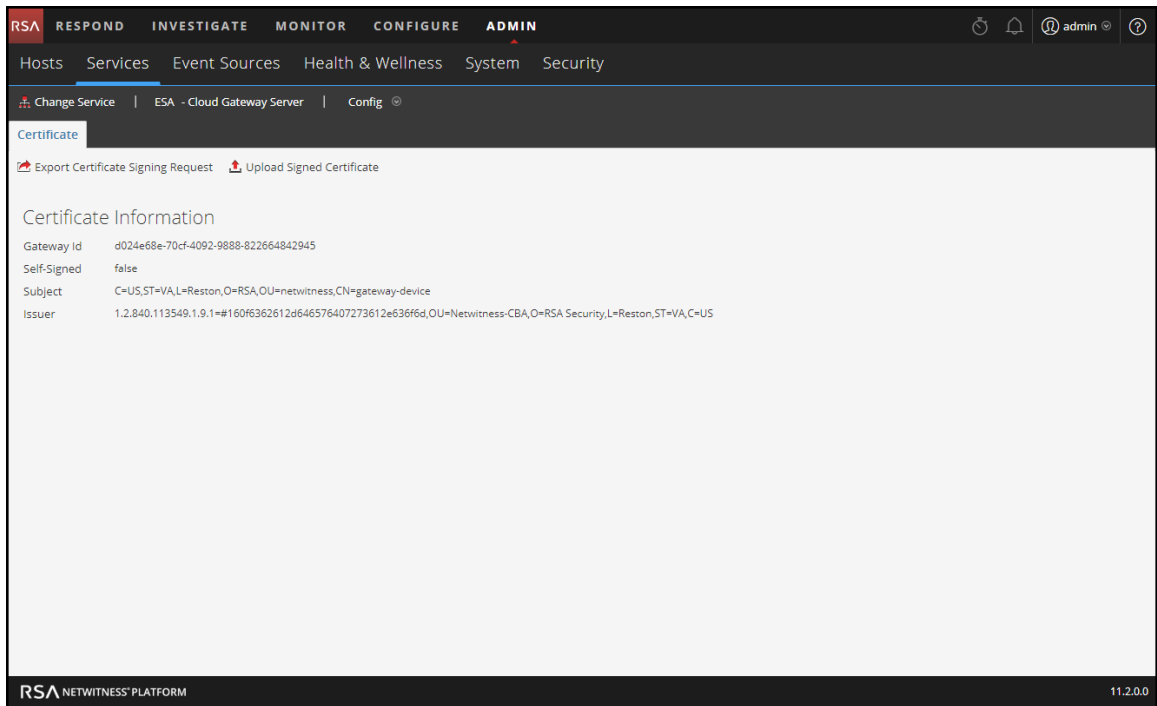 RSA RESPOND INVESTIGATE MONITOR CONFIGURE ADMIN admin
Hosts Services Event Sources Health & Wellness System Security
Change Service | ESA - Cloud Gateway Server | Config
Certificate
Export Certificate Signing Request Upload Signed Certificate
Certificate Information
Gateway Id d024e68e-70cf-4092-9888-822664842945
Self-Signed false
Subject C=US,ST=VA,L=Reston,O=RSA,OU=netwitness,CN=gateway-device
Issuer 1.2.840.113549.1.9.1=#160f6362612d646576407273612e636f6d,OU=Netwitness-CBA,O=RSA Security,L=Reston,ST=VA,C=US
RSA NETWITNESS® PLATFORM 11.2.0.0